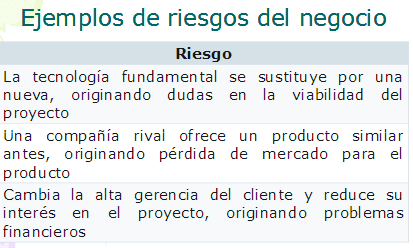 Ejemplos de riesgos del negocio
Riesgo
La tecnología fundamental se sustituye por una
nueva, originando dudas en la viabilidad del
proyecto
Una compañía rival ofrece un producto similar
antes, originando pérdida de mercado para el
producto
Cambia la alta gerencia del cliente y reduce su
interés en el proyecto, originando problemas
financieros